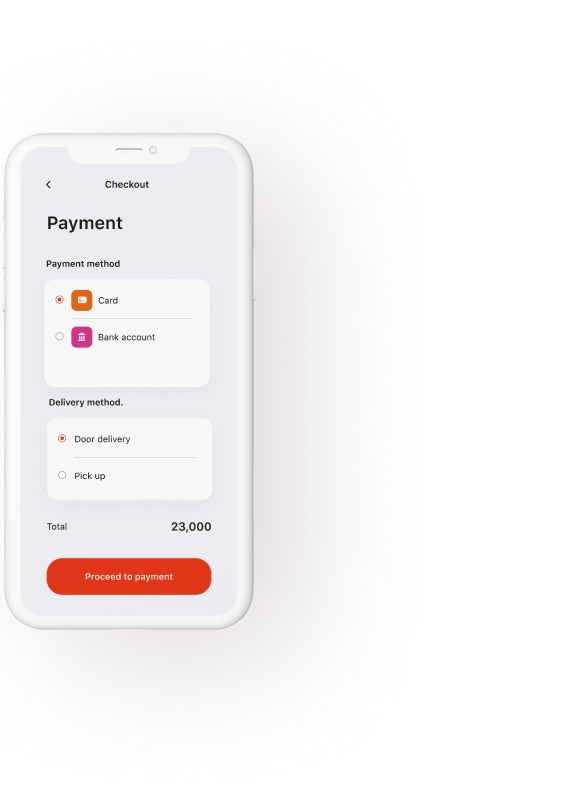 Checkout
Payment
Payment method
Card
Bank account
Delivery method.
Door delivery
Pick up
Total 23,000
Proceed to payment